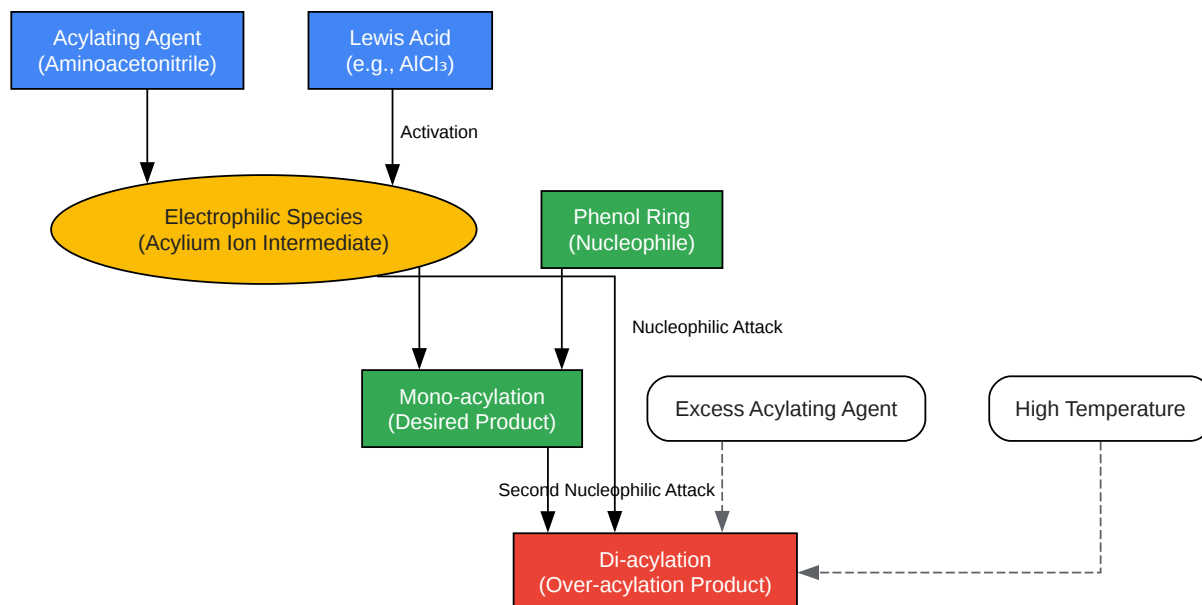 Acylating Agent
(Aminoacetonitrile)
Lewis Acid
(e.g., AlCl₃)
Activation
Electrophilic Species
(Acylium Ion Intermediate)
Phenol Ring
(Nucleophile)
Nucleophilic Attack
Mono-acylation
(Desired Product)
Excess Acylating Agent
High Temperature
Second Nucleophilic Attack
Di-acylation
(Over-acylation Product)